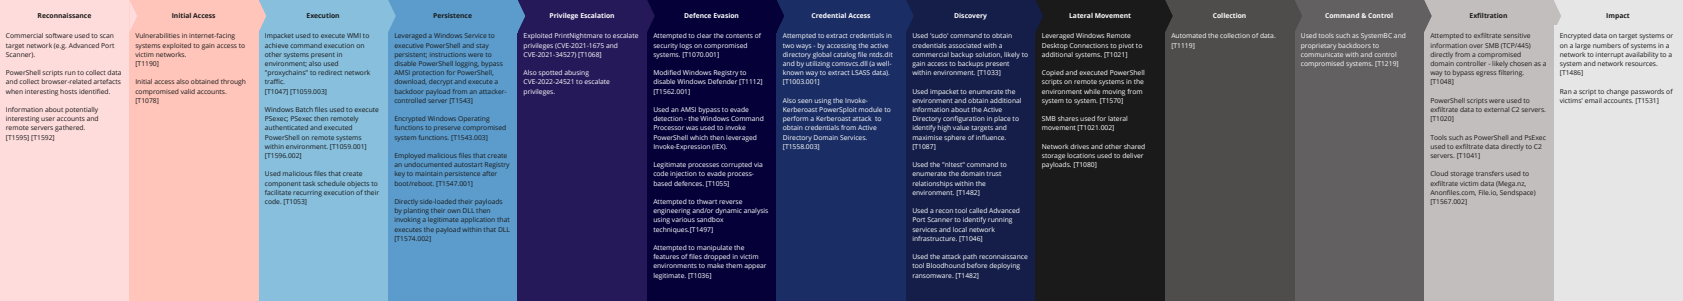 Reconnaissance
Commercial software used to scan
target network (e.g. Advanced Port
Scanner).
PowerShell scripts run to collect data
and collect browser-related artefacts
when interesting hosts identified.
Information about potentially
interesting user accounts and
remote servers gathered.
[T1595] [T1592]
Initial Access
Vulnerabilities in internet-facing
systems exploited to gain access to
victim networks.
[T1190]
Initial access also obtained through
compromised valid accounts.
[T1078]
Execution
Impacket used to execute WMI to
achieve command execution on
other systems present in
environment; also used
"proxychains" to redirect network
traffic.
[T1047] [T1059.003]
Windows Batch files used to execute
PSexec; PSexec then remotely
authenticated and executed
PowerShell on remote systems
within environment. [T1059.001]
[T1596.002]
Used malicious files that create
component task schedule objects to
facilitate recurring execution of their
code. [T1053]
Persistence
Leveraged a Windows Service to
executive PowerShell and stay
persistent; instructions were to
disable PowerShell logging, bypass
AMSI protection for PowerShell,
download, decrypt and execute a
backdoor payload from an attacker-
controlled server [T1543]
Encrypted Windows Operating
functions to preserve compromised
system functions. [T1543.003]
Employed malicious files that create
an undocumented autostart Registry
key to maintain persistence after
boot/reboot. [T1547.001]
Directly side-loaded their payloads
by planting their own DLL then
invoking a legitimate application that
executes the payload within that DLL
[T1574.002]
Privilege Escalation
Exploited PrintNightmare to escalate
privileges (CVE-2021-1675 and
CVE-2021-34527) [T1068]
Also spotted abusing
CVE-2022-24521 to escalate
privileges.
Defence Evasion
Attempted to clear the contents of
security logs on compromised
systems. [T1070.001]
Modified Windows Registry to
disable Windows Defender [T1112]
[T1562.001]
Used an AMSI bypass to evade
detection - the Windows Command
Processor was used to invoke
PowerShell which then leveraged
Invoke-Expression (IEX).
Legitimate processes corrupted via
code injection to evade process-
based defences. [T1055]
Attempted to thwart reverse
engineering and/or dynamic analysis
using various sandbox
techniques.[T1497]
Attempted to manipulate the
features of files dropped in victim
environments to make them appear
legitimate. [T1036]
Credential Access
Attempted to extract credentials in
two ways - by accessing the active
directory global catalog file ntds.dit
and by utilizing comsvcs.dll (a well-
known way to extract LSASS data).
[T1003.001]
Also seen using the Invoke-
Kerberoast PowerSploit module to
perform a Kerberoast attack to
obtain credentials from Active
Directory Domain Services.
[T1558.003]
Discovery
Used 'sudo' command to obtain
credentials associated with a
commercial backup solution, likely to
gain access to backups present
within environment. [T1033]
Used impacket to enumerate the
environment and obtain additional
information about the Active
Directory configuration in place to
identify high value targets and
maximise sphere of influence.
[T1087]
Used the "nltest" command to
enumerate the domain trust
relationships within the
environment. [T1482]
Used a recon tool called Advanced
Port Scanner to identify running
services and local network
infrastructure. [T1046]
Used the attack path reconnaissance
tool Bloodhound before deploying
ransomware. [T1482]
Lateral Movement
Leveraged Windows Remote
Desktop Connections to pivot to
additional systems. [T1021]
Copied and executed PowerShell
scripts on remote systems in the
environment while moving from
system to system. [T1570]
SMB shares used for lateral
movement [T1021.002]
Network drives and other shared
storage locations used to deliver
payloads. [T1080]
Collection
Automated the collection of data.
[T1119]
Command & Control
Used tools such as SystemBC and
proprietary backdoors to
communicate with and control
compromised systems. [T1219]
Exfiltration
Attempted to exfiltrate sensitive
information over SMB (TCP/445)
directly from a compromised
domain controller - likely chosen as a
way to bypass egress filtering.
[T1048]
PowerShell scripts were used to
exfiltrate data to external C2 servers.
[T1020]
Tools such as PowerShell and PsExec
used to exfiltrate data directly to C2
servers. [T1041]
Cloud storage transfers used to
exfiltrate victim data (Mega.nz,
Anonfiles.com, File.io, Sendspace)
[T1567.002]
Impact
Encrypted data on target systems or
on a large numbers of systems in a
network to interrupt availability to
system and network resources.
[T1486]
Ran a script to change passwords of
victims' email accounts. [T1531]